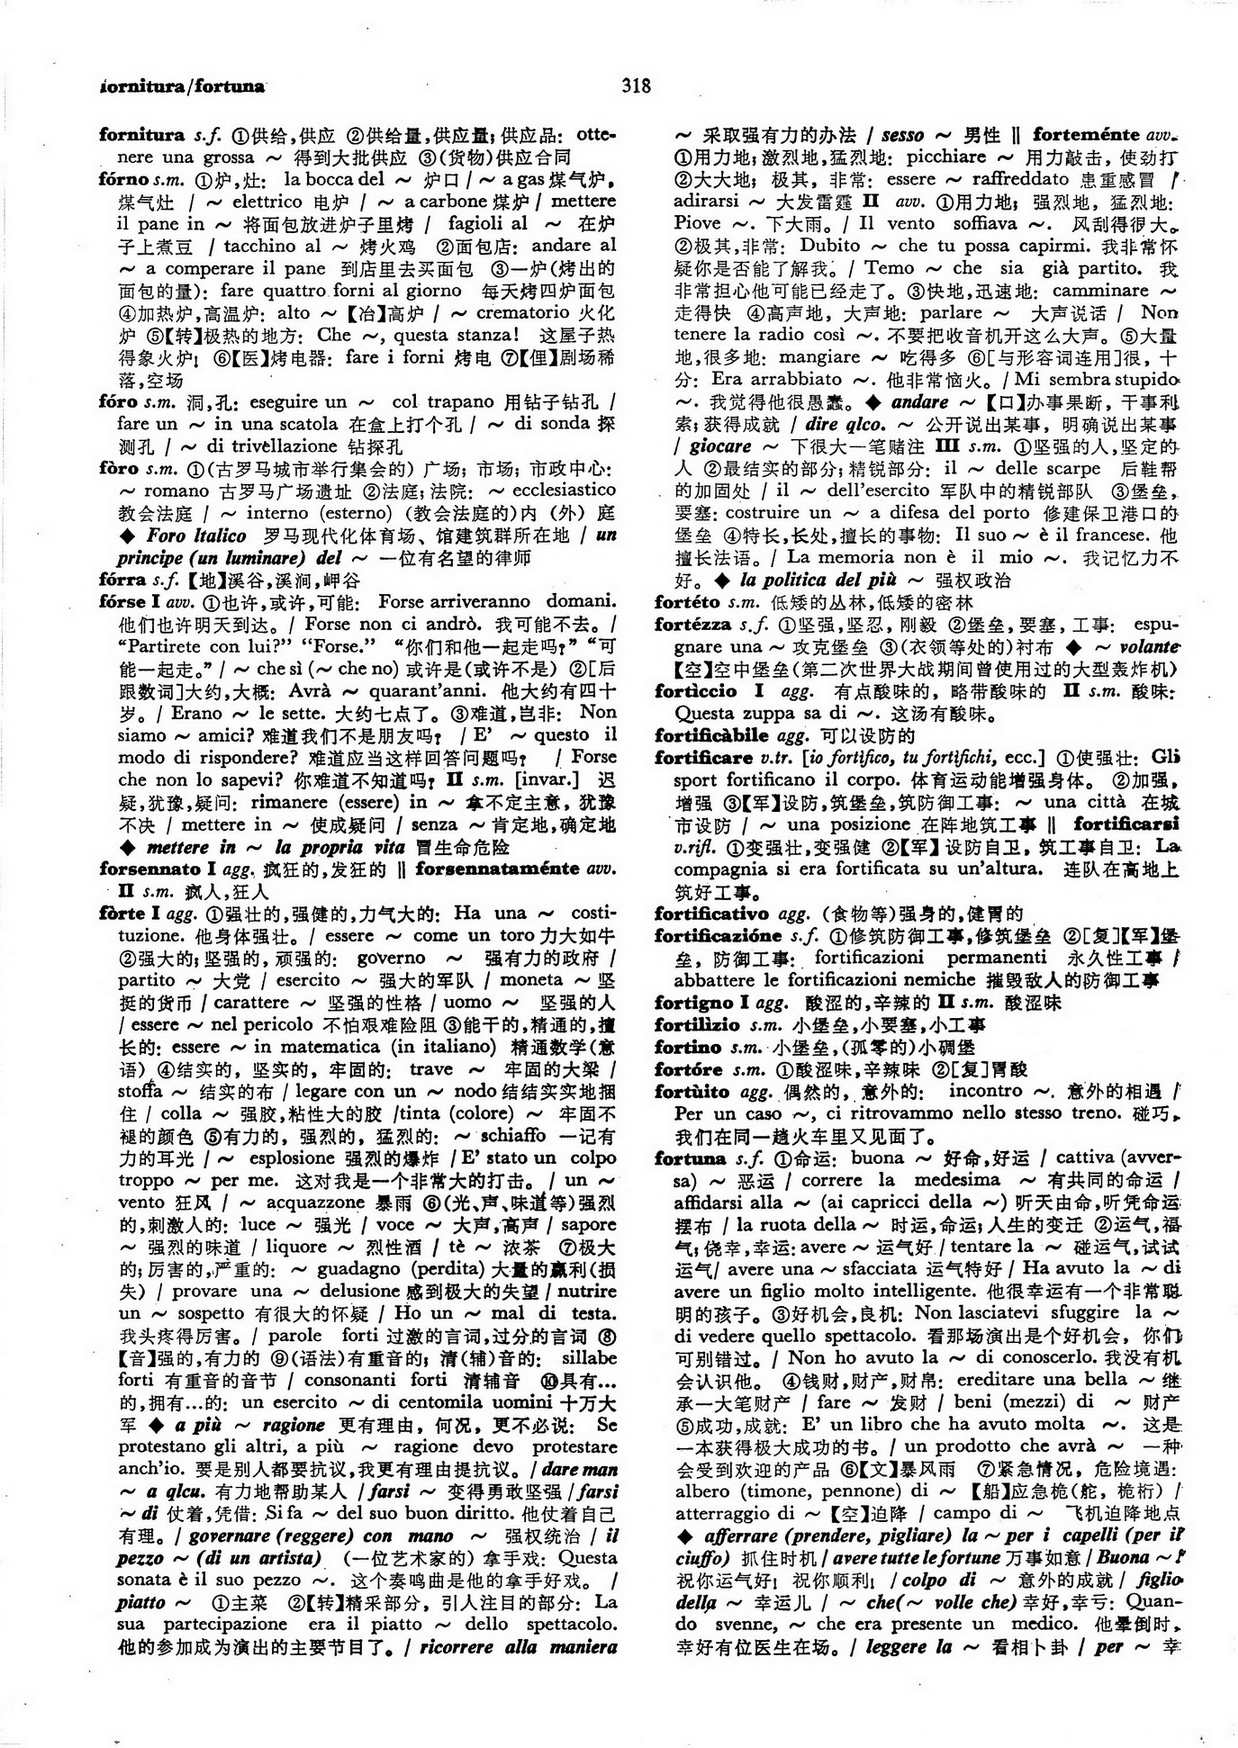 fornitura/fortuna
318
fornitura s.f. ①供给,供应 ②供给量,供应量; 供应品: otte-
nere una grossa ~ 得到大批供应 ③(货物)供应合同
fórno s.m. ①炉,灶: la bocca del ~ 炉口 / ~ a gas 煤气炉,
煤气灶 / ~ elettrico 电炉 / ~ a carbone 煤炉 / mettere
il pane in ~ 将面包放进炉子里烤 / fagioli al ~ 在炉
子上煮豆 / tacchino al ~ 烤火鸡 ②面包店: andare al
~ a comperare il pane 到店里去买面包 ③一炉(烤出的
面包的量): fare quattro forni al giorno 每天烤四炉面包
④加热炉,高温炉: alto ~【冶】高炉 / ~ crematorio 火化
炉 ⑤【转】极热的地方: Che ~, questa stanza! 这屋子热
得象火炉! ⑥【医】烤电器: fare i forni 烤电 ⑦【俚】剧场稀
落,空场
fóro s.m. 洞,孔: eseguire un ~ col trapano 用钻子钻孔 /
fare un ~ in una scatola 在盒上打个孔 / ~ di sonda 探
测孔 / ~ di trivellazione 钻探孔
fòro s.m. ①(古罗马城市举行集会的) 广场; 市场; 市政中心:
~ romano 古罗马广场遗址 ②法庭; 法院: ~ ecclesiastico
教会法庭 / ~ interno (esterno) (教会法庭的)内 (外) 庭
◆ Foro Italico 罗马现代化体育场、馆建筑群所在地 / un
principe (un luminare) del ~ 一位有名望的律师
fórra s.f.【地】溪谷,溪涧,岬谷
fórse I avv. ①也许,或许,可能: Forse arriveranno domani.
他们也许明天到达。/ Forse non ci andrò. 我可能不去。/
“Partirete con lui?” “Forse.” “你们和他一起走吗?” “可
能一起走。” / ~ che sì (~ che no) 或许是(或许不是) ②[后
跟数词]大约,大概: Avrà ~ quarant'anni. 他大约有四十
岁。/ Erano ~ le sette. 大约七点了。③难道,岂非: Non
siamo ~ amici? 难道我们不是朋友吗? / E' ~ questo il
modo di rispondere? 难道应当这样回答问题吗? / Forse
che non lo sapevi? 你难道不知道吗? II s.m. [invar.] 迟
疑,犹豫,疑问: rimanere (essere) in ~ 拿不定主意, 犹豫
不决 / mettere in ~ 使成疑问 / senza ~ 肯定地,确定地
◆ mettere in ~ la propria vita 冒生命危险
forsennato I agg. 疯狂的,发狂的 ‖ forsennataménte avv.
II s.m. 疯人,狂人
fòrte I agg. ①强壮的,强健的,力气大的: Ha una ~ costi-
tuzione. 他身体强壮。/ essere ~ come un toro 力大如牛
②强大的; 坚强的, 顽强的: governo ~ 强有力的政府 /
partito ~ 大党 / esercito ~ 强大的军队 / moneta ~ 坚
挺的货币 / carattere ~ 坚强的性格 / uomo ~ 坚强的人
/ essere ~ nel pericolo 不怕艰难险阻 ③能干的,精通的,擅
长的: essere ~ in matematica (in italiano) 精通数学(意
语) ④结实的, 坚实的, 牢固的: trave ~ 牢固的大梁 /
stoffa ~ 结实的布 / legare con un ~ nodo 结结实实地捆
住 / colla ~ 强胶,粘性大的胶 /tinta (colore) ~ 牢固不
褪的颜色 ⑤有力的, 强烈的, 猛烈的: ~ schiaffo 一记有
力的耳光 / ~ esplosione 强烈的爆炸 / E' stato un colpo
troppo ~ per me. 这对我是一个非常大的打击。/ un ~
vento 狂风 / ~ acquazzone 暴雨 ⑥(光、声、味道等)强烈
的,刺激人的: luce ~ 强光 / voce ~ 大声,高声 / sapore
~ 强烈的味道 / liquore ~ 烈性酒 / tè ~ 浓茶 ⑦极大
的; 厉害的,严重的: ~ guadagno (perdita) 大量的赢利(损
失) / provare una ~ delusione 感到极大的失望 / nutrire
un ~ sospetto 有很大的怀疑 / Ho un ~ mal di testa.
我头疼得厉害。/ parole forti 过激的言词,过分的言词 ⑧
【音】强的,有力的 ⑨(语法)有重音的; 清(辅)音的: sillabe
forti 有重音的音节 / consonanti forti 清辅音 ⑩具有…
的,拥有…的: un esercito ~ di centomila uomini 十万大
军 ◆ a più ~ ragione 更有理由, 何况, 更不必说: Se
protestano gli altri, a più ~ ragione devo protestare
anch'io. 要是别人都要抗议,我更有理由提抗议。/ dare man
~ a qlcu. 有力地帮助某人 / farsi ~ 变得勇敢坚强 / farsi
~ di 仗着,凭借: Si fa ~ del suo buon diritto. 他仗着自己
有理。/ governare (reggere) con mano ~ 强权统治 / il
pezzo ~ (di un artista) (一位艺术家的) 拿手戏: Questa
sonata è il suo pezzo ~. 这个奏鸣曲是他的拿手好戏。 /
piatto ~ ①主菜 ②【转】精采部分, 引人注目的部分: La
sua partecipazione era il piatto ~ dello spettacolo.
他的参加成为演出的主要节目了。/ ricorrere alla maniera
~ 采取强有力的办法 / sesso ~ 男性 ‖ forteménte avv.
①用力地; 激烈地,猛烈地: picchiare ~ 用力敲击, 使劲打
②大大地; 极其, 非常: essere ~ raffreddato 患重感冒 /
adirarsi ~ 大发雷霆 II avv. ①用力地; 强烈地, 猛烈地:
Piove ~. 下大雨。/ Il vento soffiava ~. 风刮得很大。
②极其,非常: Dubito ~ che tu possa capirmi. 我非常怀
疑你是否能了解我。/ Temo ~ che sia già partito. 我
非常担心他可能已经走了。③快地,迅速地: camminare ~
走得快 ④高声地, 大声地: parlare ~ 大声说话 / Non
tenere la radio così ~. 不要把收音机开这么大声。⑤大量
地,很多地: mangiare ~ 吃得多 ⑥[与形容词连用]很, 十
分: Era arrabbiato ~. 他非常恼火。/ Mi sembra stupido
~. 我觉得他很愚蠢。◆ andare ~【口】办事果断, 干事利
索; 获得成就 / dire qlco. ~ 公开说出某事, 明确说出某事
/ giocare ~ 下很大一笔赌注 III s.m. ①坚强的人,坚定的
人 ②最结实的部分; 精锐部分: il ~ delle scarpe 后鞋帮
的加固处 / il ~ dell'esercito 军队中的精锐部队 ③堡垒,
要塞: costruire un ~ a difesa del porto 修建保卫港口的
堡垒 ④特长,长处,擅长的事物: Il suo ~ è il francese. 他
擅长法语。/ La memoria non è il mio ~. 我记忆力不
好。◆ la politica del più ~ 强权政治
fortéto s.m. 低矮的丛林,低矮的密林
fortézza s.f. ①坚强,坚忍, 刚毅 ②堡垒,要塞,工事: espu-
gnare una ~ 攻克堡垒 ③(衣领等处的)衬布 ◆ ~ volante
【空】空中堡垒(第二次世界大战期间曾使用过的大型轰炸机)
fortìccio I agg. 有点酸味的, 略带酸味的 II s.m. 酸味:
Questa zuppa sa di ~. 这汤有酸味。
fortificàbile agg. 可以设防的
fortificare v.tr. [io fortìfico, tu fortìfichi, ecc.] ①使强壮: Gli
sport fortificano il corpo. 体育运动能增强身体。 ②加强,
增强 ③【军】设防,筑堡垒,筑防御工事: ~ una città 在城
市设防 / ~ una posizione 在阵地筑工事 ‖ fortificarsi
v.rifl. ①变强壮,变强健 ②【军】设防自卫, 筑工事自卫: La
compagnia si era fortificata su un'altura. 连队在高地上
筑好工事。
fortificativo agg. (食物等)强身的,健胃的
fortificazióne s.f. ①修筑防御工事,修筑堡垒 ②[复]【军】堡
垒, 防御工事: fortificazioni permanenti 永久性工事 /
abbattere le fortificazioni nemiche 摧毁敌人的防御工事
fortigno I agg. 酸涩的,辛辣的 II s.m. 酸涩味
fortilìzio s.m. 小堡垒,小要塞,小工事
fortino s.m. 小堡垒,(孤零的)小碉堡
fortóre s.m. ①酸涩味,辛辣味 ②[复]胃酸
fortùito agg. 偶然的, 意外的: incontro ~. 意外的相遇 /
Per un caso ~, ci ritrovammo nello stesso treno. 碰巧,
我们在同一趟火车里又见面了。
fortuna s.f. ①命运: buona ~ 好命,好运 / cattiva (avver-
sa) ~ 恶运 / correre la medesima ~ 有共同的命运 /
affidarsi alla ~ (ai capricci della ~) 听天由命,听凭命运
摆布 / la ruota della ~ 时运,命运; 人生的变迁 ②运气,福
气; 侥幸,幸运: avere ~ 运气好 / tentare la ~ 碰运气,试试
运气/ avere una ~ sfacciata 运气特好 / Ha avuto la ~ di
avere un figlio molto intelligente. 他很幸运有一个非常聪
明的孩子。③好机会,良机: Non lasciatevi sfuggire la ~
di vedere quello spettacolo. 看那场演出是个好机会, 你们
可别错过。/ Non ho avuto la ~ di conoscerlo. 我没有机
会认识他。 ④钱财,财产,财帛: ereditare una bella ~ 继
承一大笔财产 / fare ~ 发财 / beni (mezzi) di ~ 财产
⑤成功,成就: E' un libro che ha avuto molta ~. 这是
一本获得极大成功的书。/ un prodotto che avrà ~ 一种
会受到欢迎的产品 ⑥【文】暴风雨 ⑦紧急情况, 危险境遇:
albero (timone, pennone) di ~【船】应急桅(舵, 桅桁) /
atterraggio di ~【空】迫降 / campo di ~ 飞机迫降地点
◆ afferrare (prendere, pigliare) la ~ per i capelli (per il
ciuffo) 抓住时机 / avere tutte le fortune 万事如意 / Buona ~!
祝你运气好! 祝你顺利! / colpo di ~ 意外的成就 / figlio
della ~ 幸运儿 / ~ che(~ volle che) 幸好,幸亏: Quan-
do svenne, ~ che era presente un medico. 他晕倒时,
幸好有位医生在场。/ leggere la ~ 看相卜卦 / per ~ 幸